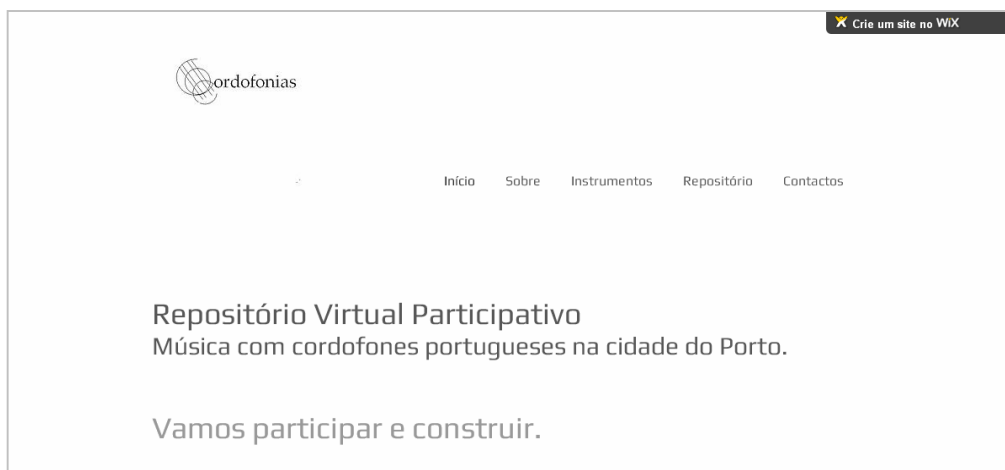 Crie um site no WiX
ordofonias
Início Sobre Instrumentos Repositório Contactos
Repositório Virtual Participativo
Música com cordofones portugueses na cidade do Porto.
Vamos participar e construir.